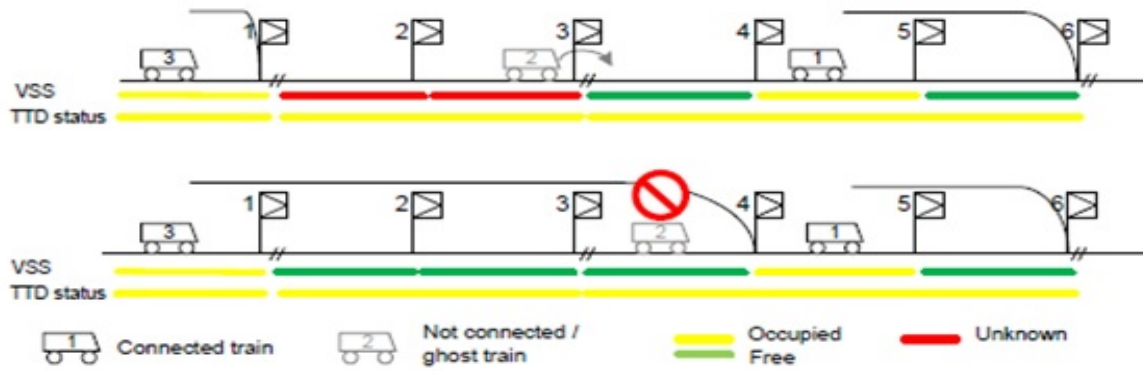 1 2 3 4 5 6
3 2 1
VSS
TTD status
1 2 3 4 5 6
3 2 1
VSS
TTD status
1 Connected train
2 Not connected / ghost train
Occupied
Free
Unknown